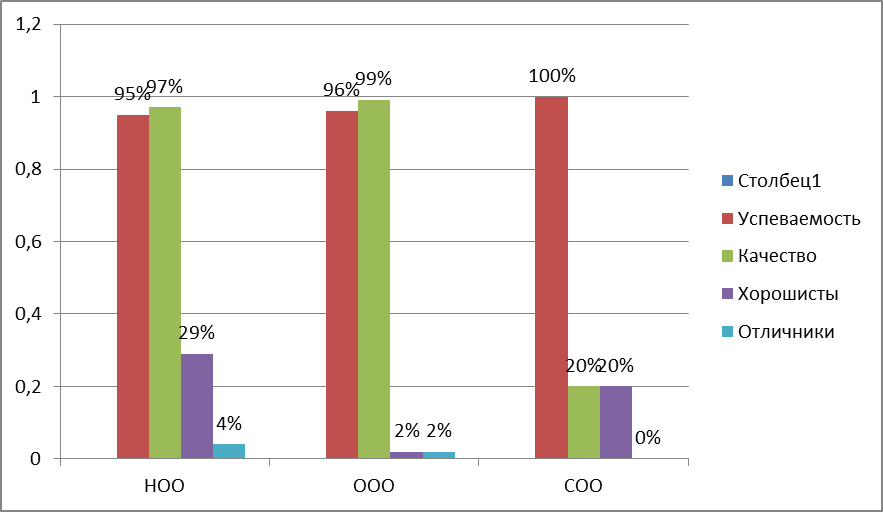 1,2
1
0,8
0,6
0,4
0,2
0
95%
97%
29%
4%
96%
99%
2%
2%
100%
20%
20%
0%
НОО
ООО
СОО
Столбец1
Успеваемость
Качество
Хорошисты
Отличники